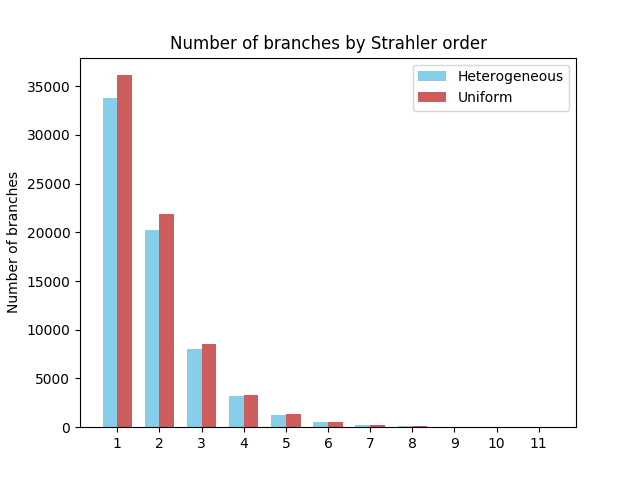 Number of branches by Strahler order
Heterogeneous
Uniform
Number of branches
35000
30000
25000
20000
15000
10000
5000
0
1 2 3 4 5 6 7 8 9 10 11